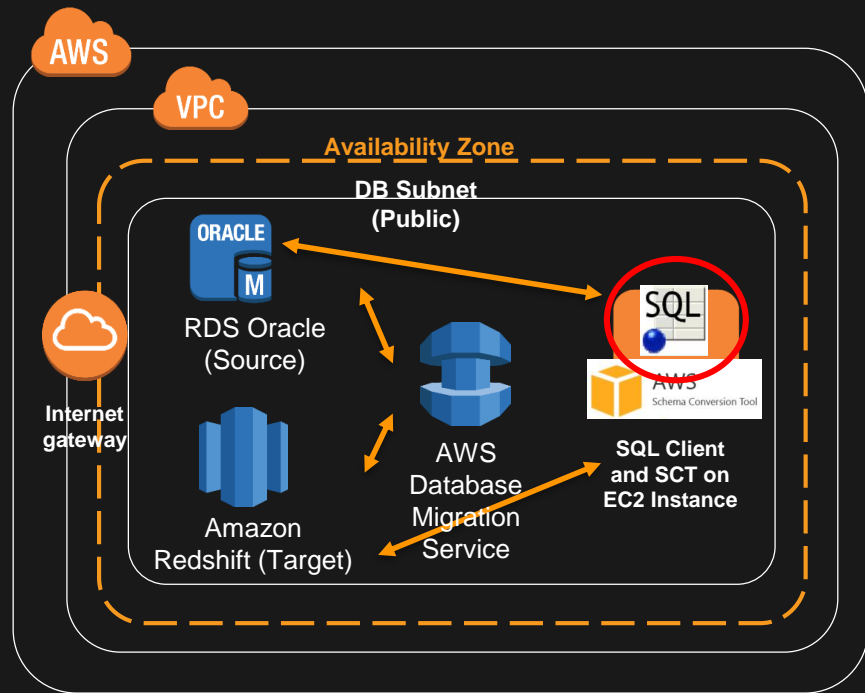 AWS
VPC
Availability Zone
DB Subnet
(Public)
ORACLE
M
RDS Oracle
(Source)
SQL
AWS
Schema Conversion Tool
Internet
gateway
SQL Client
and SCT on
EC2 Instance
AWS
Database
Migration
Service
Amazon
Redshift (Target)